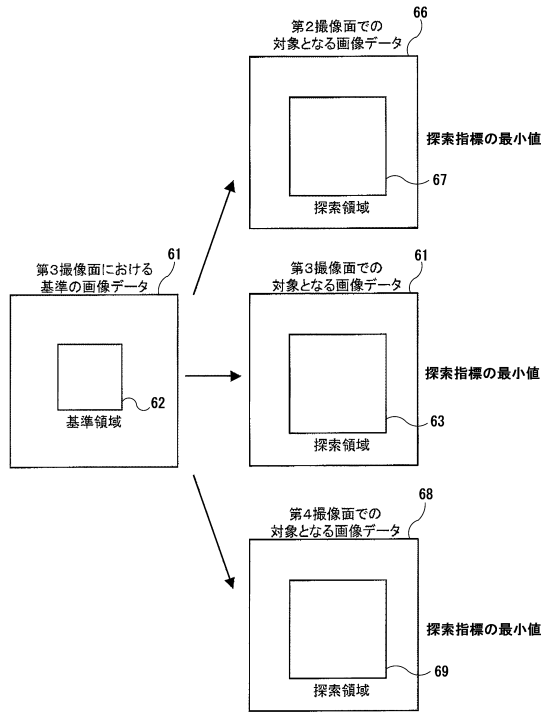 第2撮像面での
対象となる画像データ
66
探索指標の最小値
67
探索領域
第3撮像面における
基準の画像データ
61
62
基準領域
第3撮像面での
対象となる画像データ
61
探索指標の最小値
63
探索領域
第4撮像面での
対象となる画像データ
68
探索指標の最小値
69
探索領域